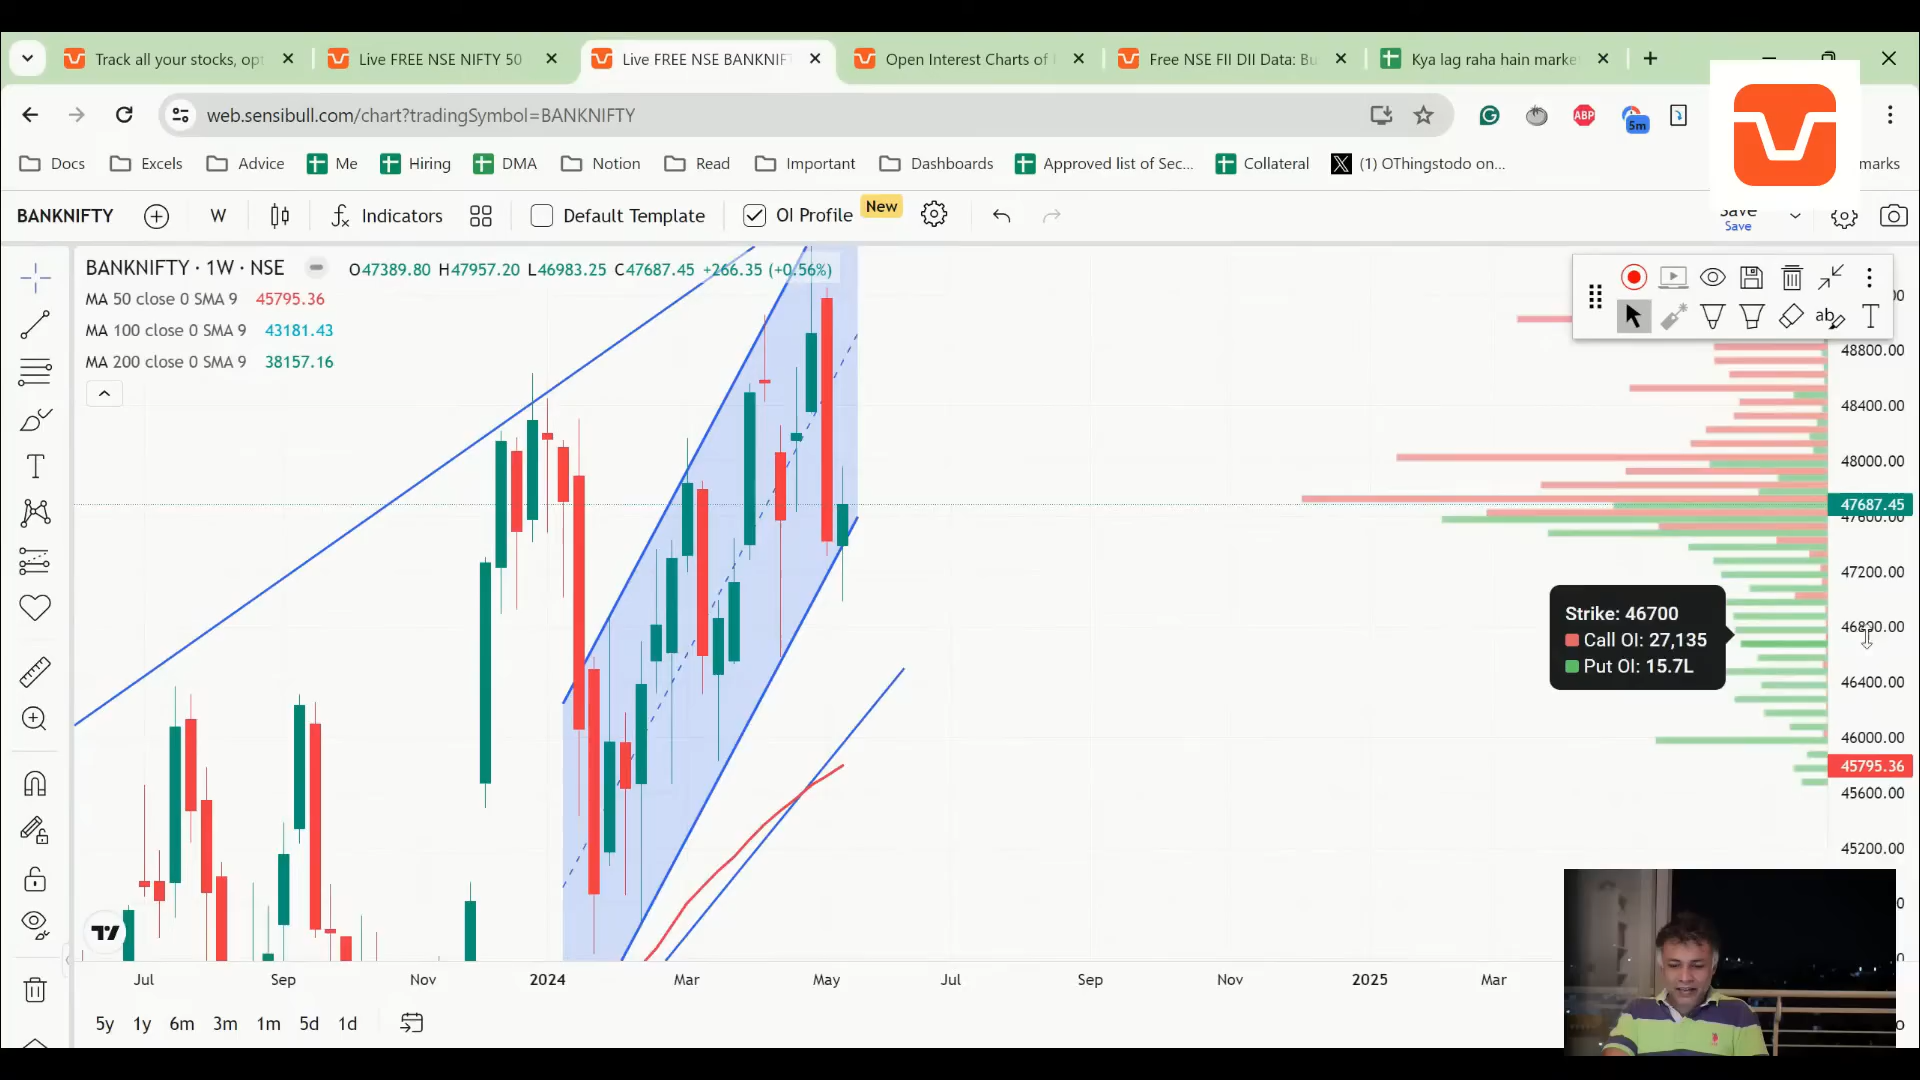 Track all your stocks, opt
Live FREE NSE NIFTY 50
Live FREE NSE BANKNIF
Open Interest Charts of
Free NSE FII DII Data: Bu
Kya lag raha hain marke
web.sensibull.com/chart?tradingSymbol=BANKNIFTY
ABP
5m
Docs
Excels
Advice
Me
Hiring
DMA
Notion
Read
Important
Dashboards
Approved list of Sec...
Collateral
(1) OThingstodo on...
marks
BANKNIFTY
W
Indicators
Default Template
OI Profile
New
Save
Save
BANKNIFTY · 1W · NSE
O47389.80 H47957.20 L46983.25 C47687.45 +266.35 (+0.56%)
MA 50 close 0 SMA 9 45795.36
MA 100 close 0 SMA 9 43181.43
MA 200 close 0 SMA 9 38157.16
48800.00
48400.00
48000.00
47687.45
47600.00
47200.00
Strike: 46700
Call OI: 27,135
Put OI: 15.7L
46400.00
46000.00
45795.36
45600.00
45200.00
Jul
Sep
Nov
2024
Mar
May
Jul
Sep
Nov
2025
Mar
5y
1y
6m
3m
1m
5d
1d